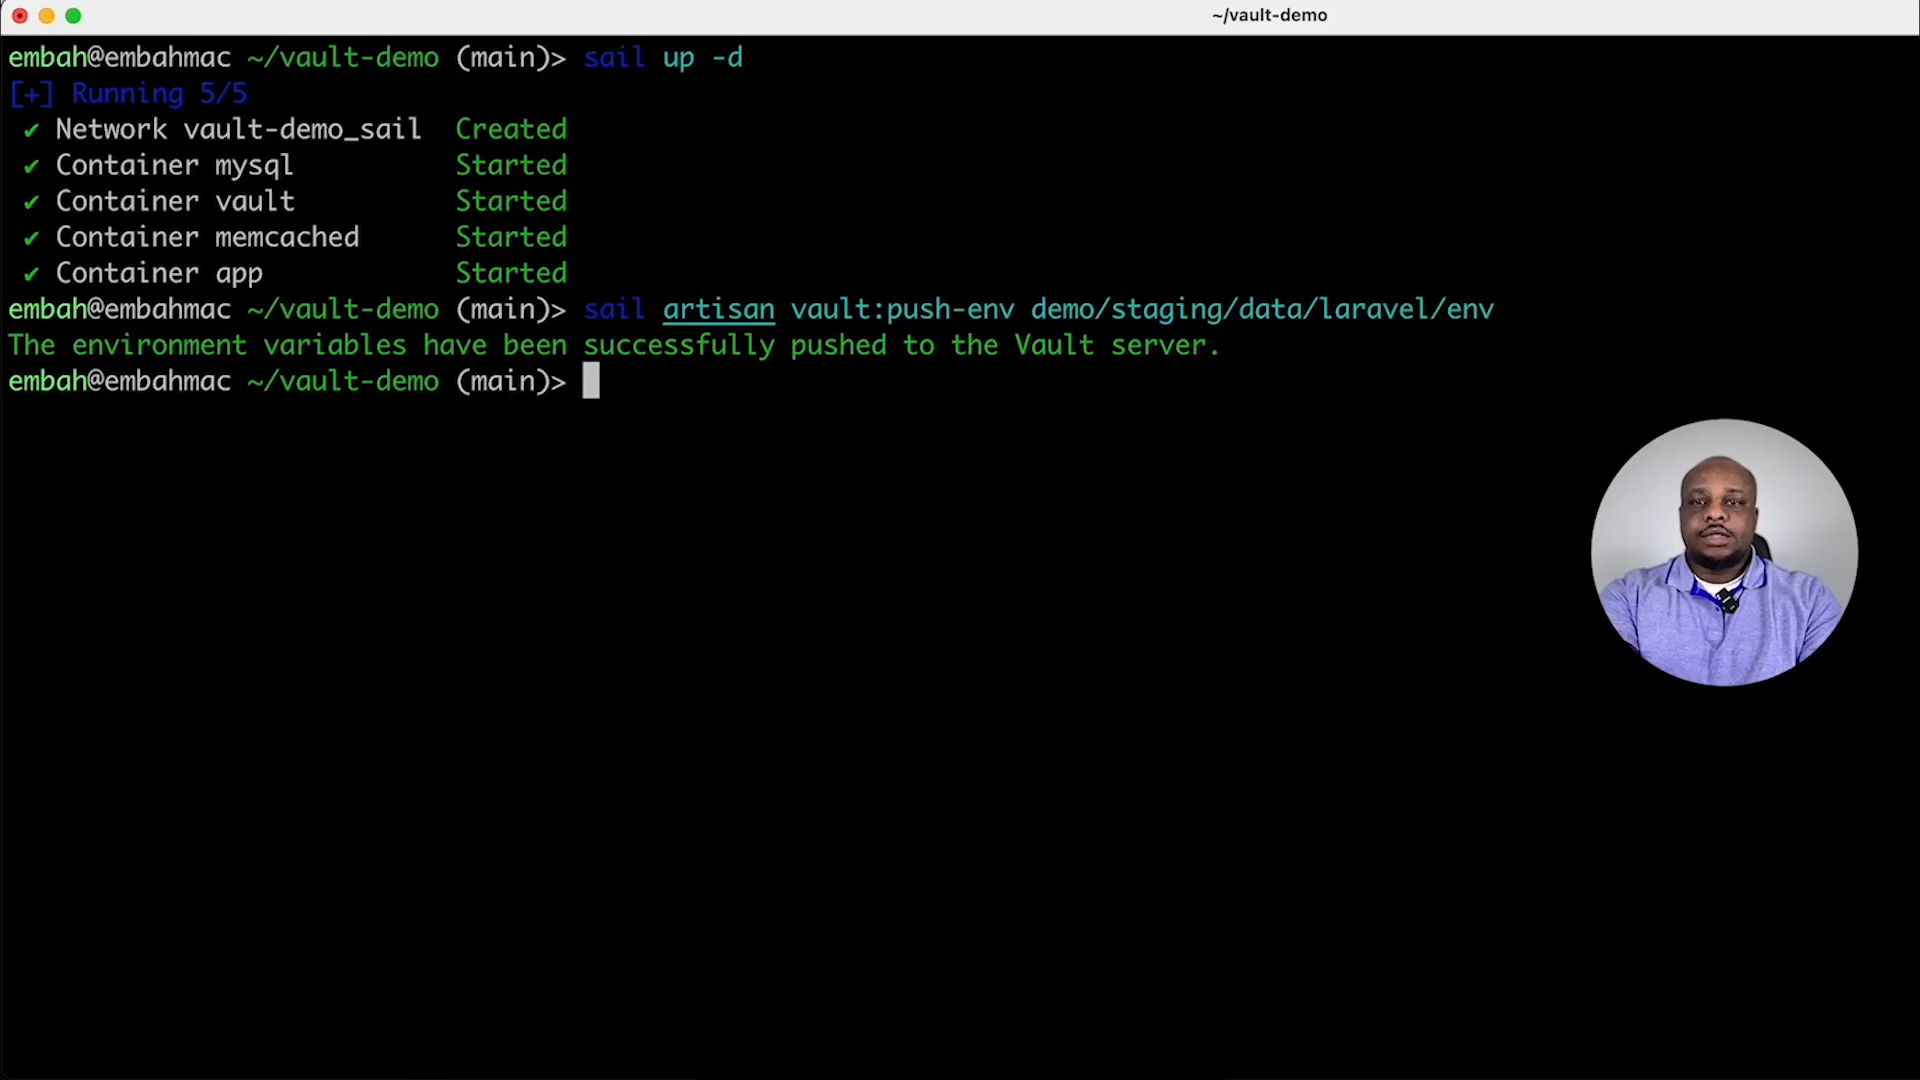 ~/vault-demo
embah@embahmac ~/vault-demo (main)> sail up -d
[+] Running 5/5
✔ Network vault-demo_sail Created
✔ Container mysql Started
✔ Container vault Started
✔ Container memcached Started
✔ Container app Started
embah@embahmac ~/vault-demo (main)> sail artisan vault:push-env demo/staging/data/laravel/env
The environment variables have been successfully pushed to the Vault server.
embah@embahmac ~/vault-demo (main)>